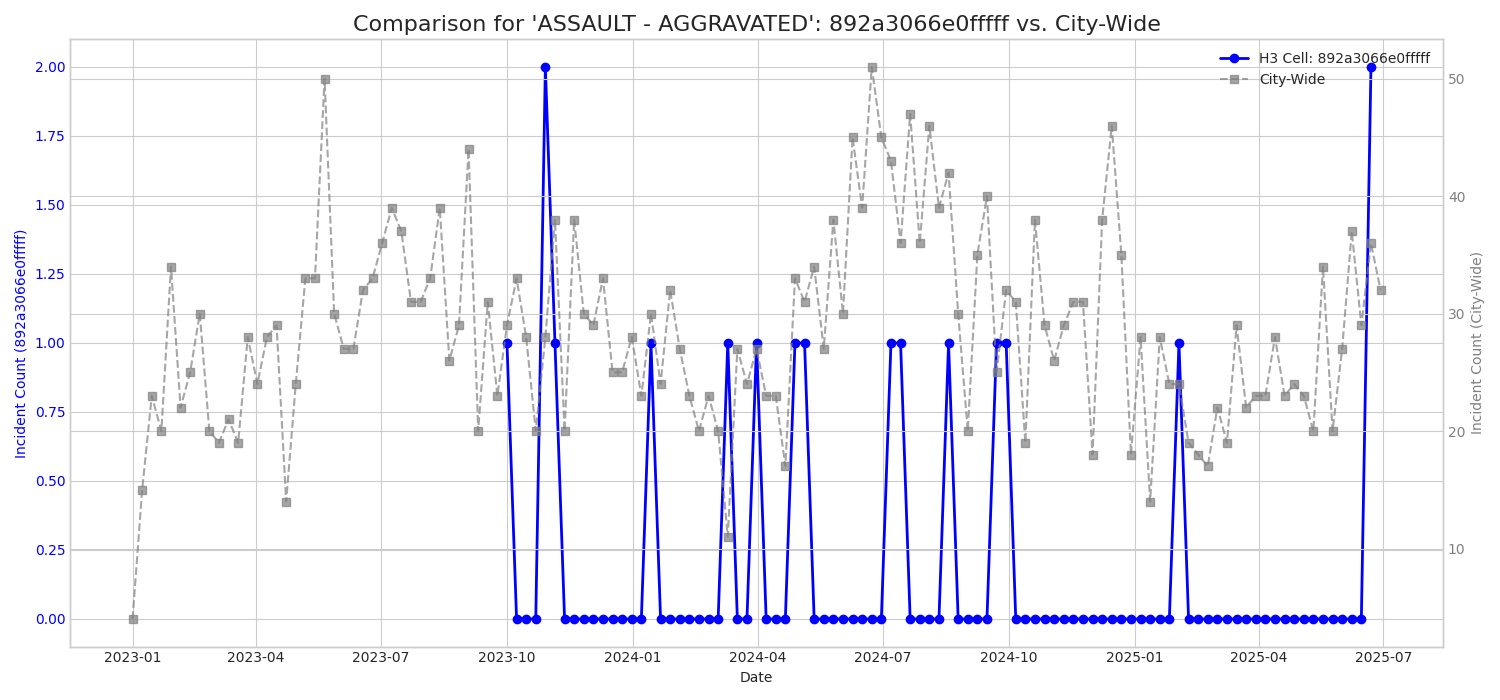 Comparison for 'ASSAULT - AGGRAVATED': 892a3066e0fffff vs. City-Wide
H3 Cell: 892a3066e0fffff
City-Wide
Incident Count (892a3066e0fffff)
2.00
1.75
1.50
1.25
1.00
0.75
0.50
0.25
0.00
50
40
30
20
10
Incident Count (City-Wide)
2023-01 2023-04 2023-07 2023-10 2024-01 2024-04 2024-07 2024-10 2025-01 2025-04 2025-07
Date